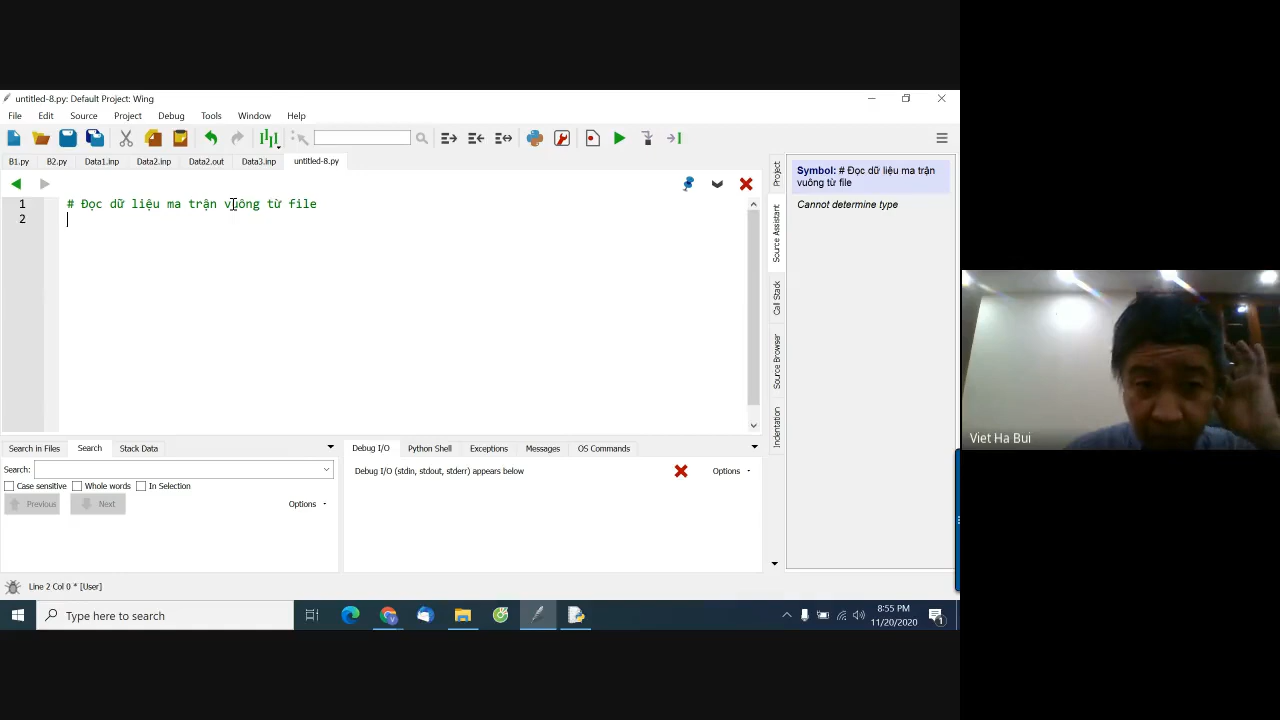 untitled-8.py: Default Project: Wing
File Edit Source Project Debug Tools Window Help
B1.py B2.py Data1.inp Data2.inp Data2.out Data3.inp untitled-8.py
1 # Đọc dữ liệu ma trận vuông từ file
2
Project
Source Assistant
Call Stack
Source Browser
Indentation
Symbol: # Đọc dữ liệu ma trận
vuông từ file
Cannot determine type
Viet Ha Bui
Search in Files Search Stack Data
Search:
Case sensitive Whole words In Selection
Previous Next Options
Debug I/O Python Shell Exceptions Messages OS Commands
Debug I/O (stdin, stdout, stderr) appears below Options
Line 2 Col 0 * [User]
Type here to search
8:55 PM
11/20/2020
1